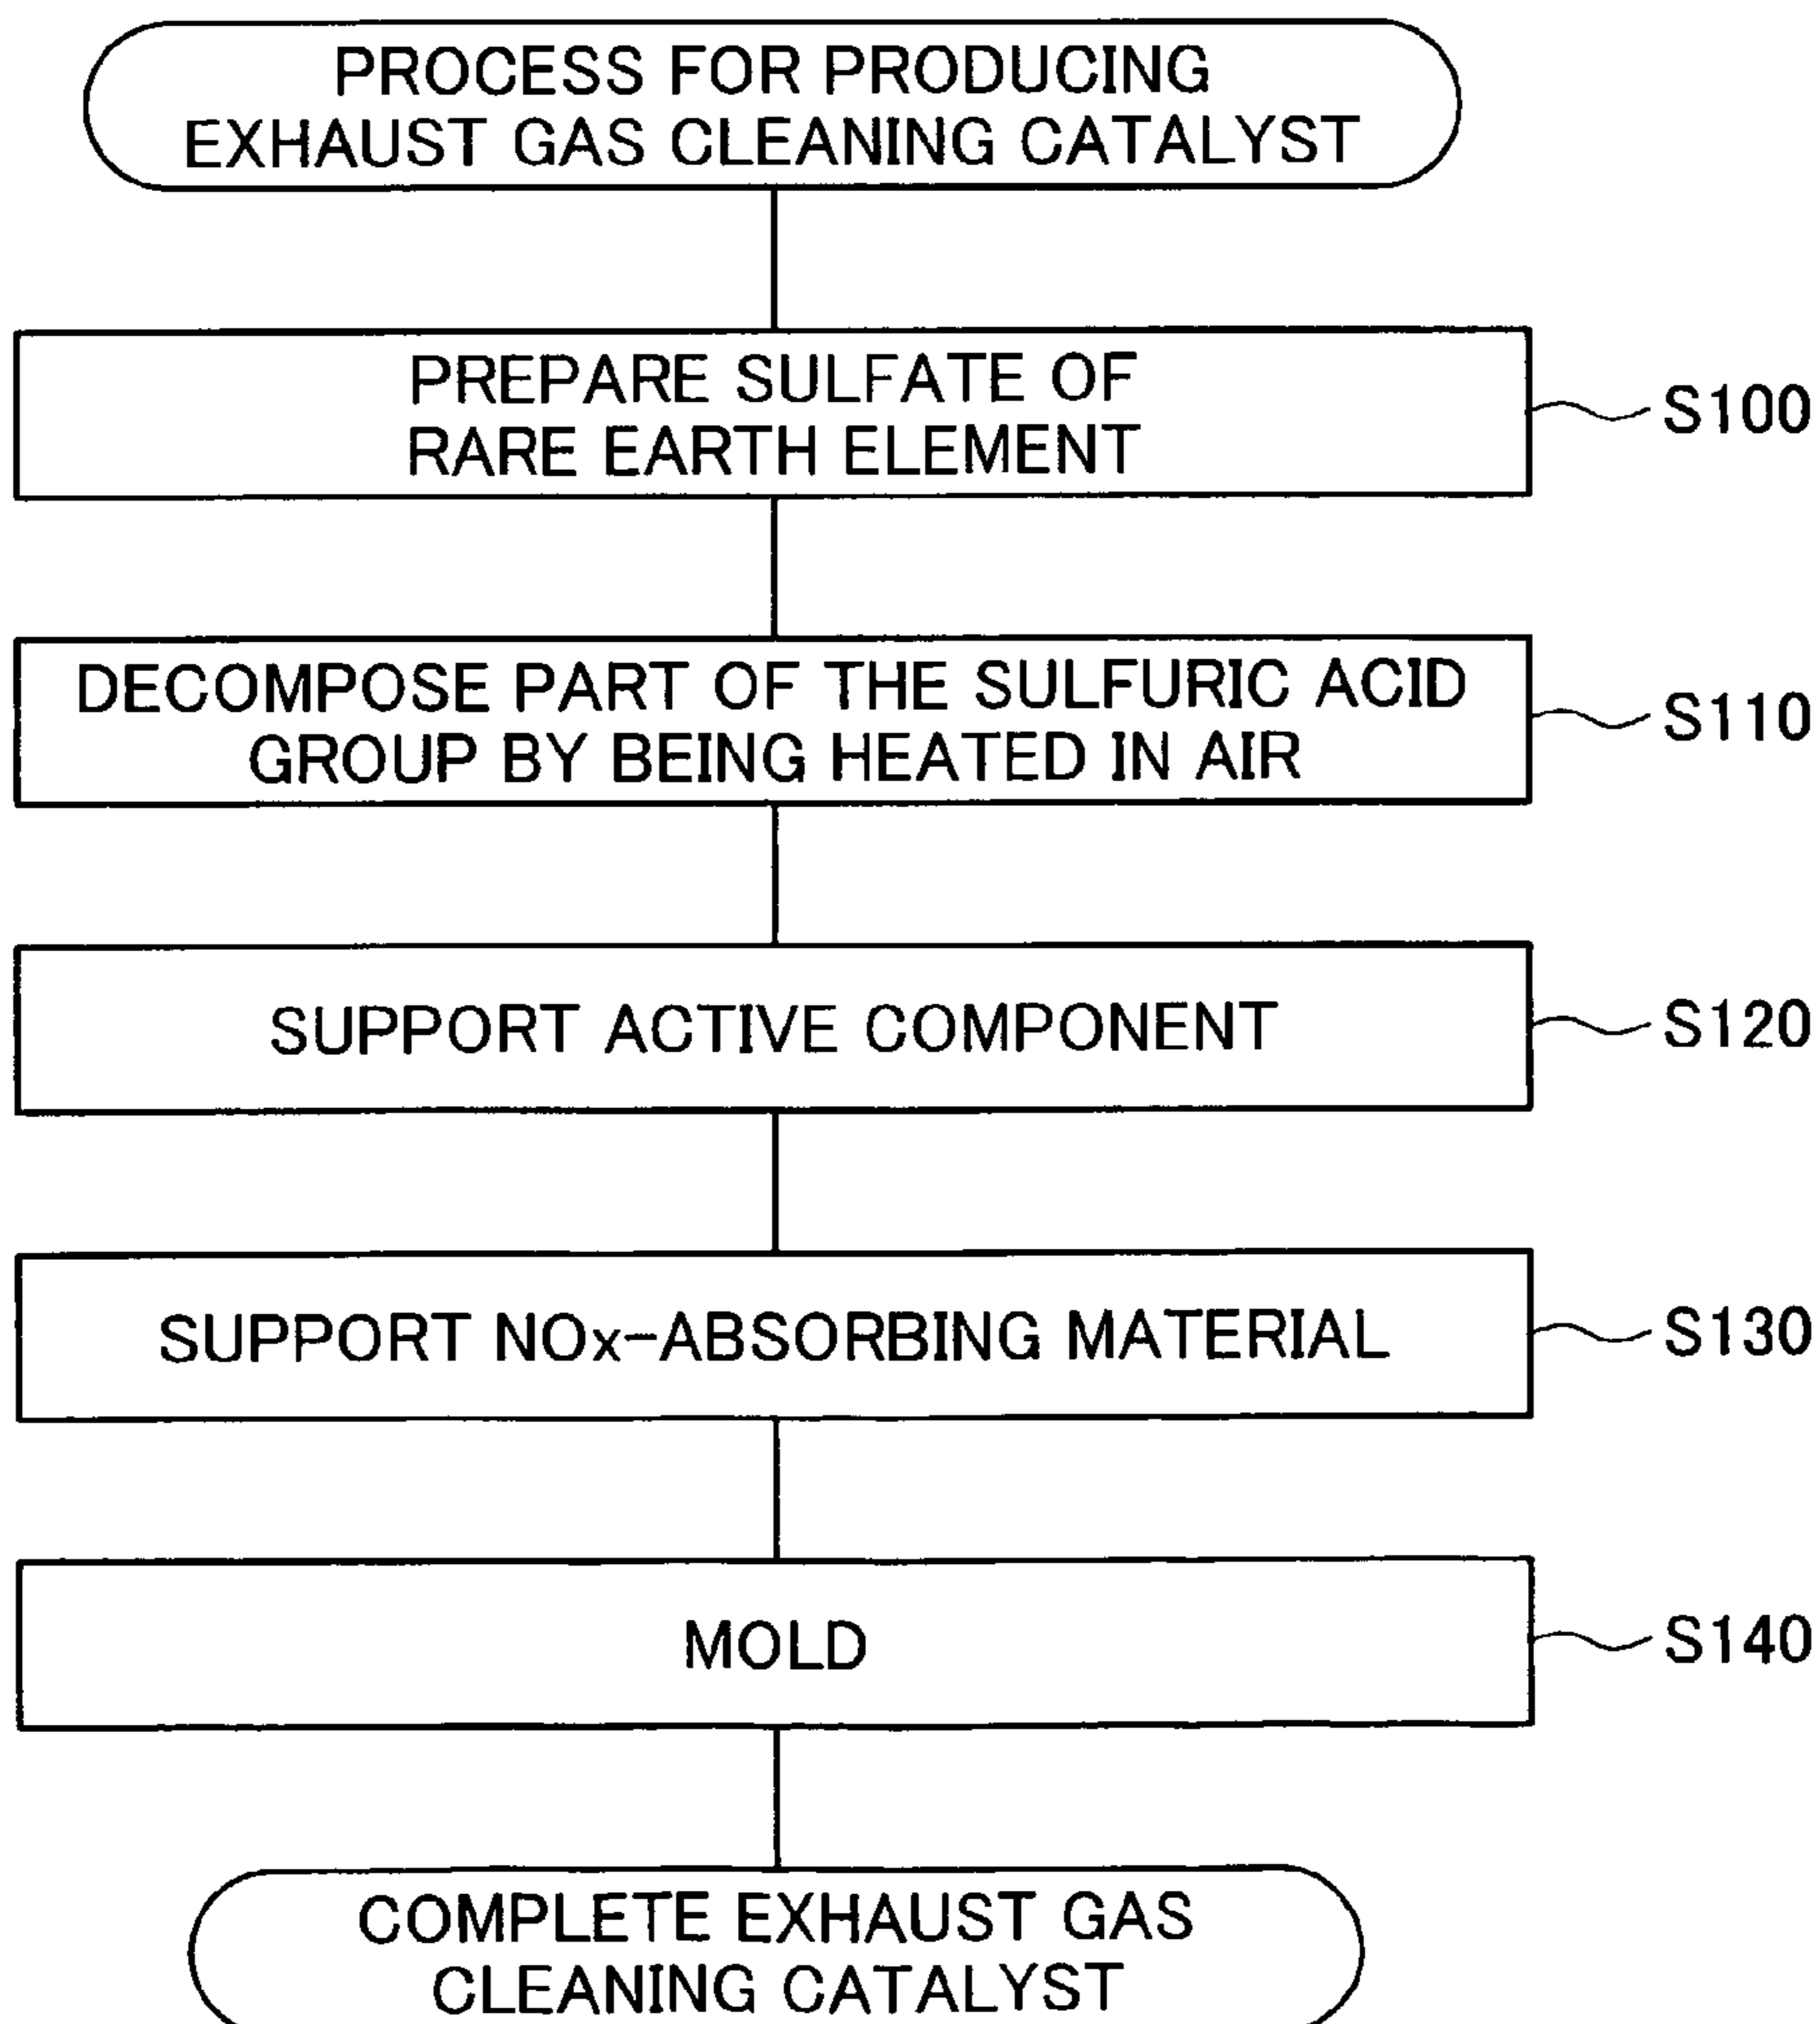 PROCESS FOR PRODUCING
EXHAUST GAS CLEANING CATALYST
PREPARE SULFATE OF
RARE EARTH ELEMENT
S100
DECOMPOSE PART OF THE SULFURIC ACID
GROUP BY BEING HEATED IN AIR
S110
SUPPORT ACTIVE COMPONENT
S120
SUPPORT NOx-ABSORBING MATERIAL
S130
MOLD
S140
COMPLETE EXHAUST GAS
CLEANING CATALYST